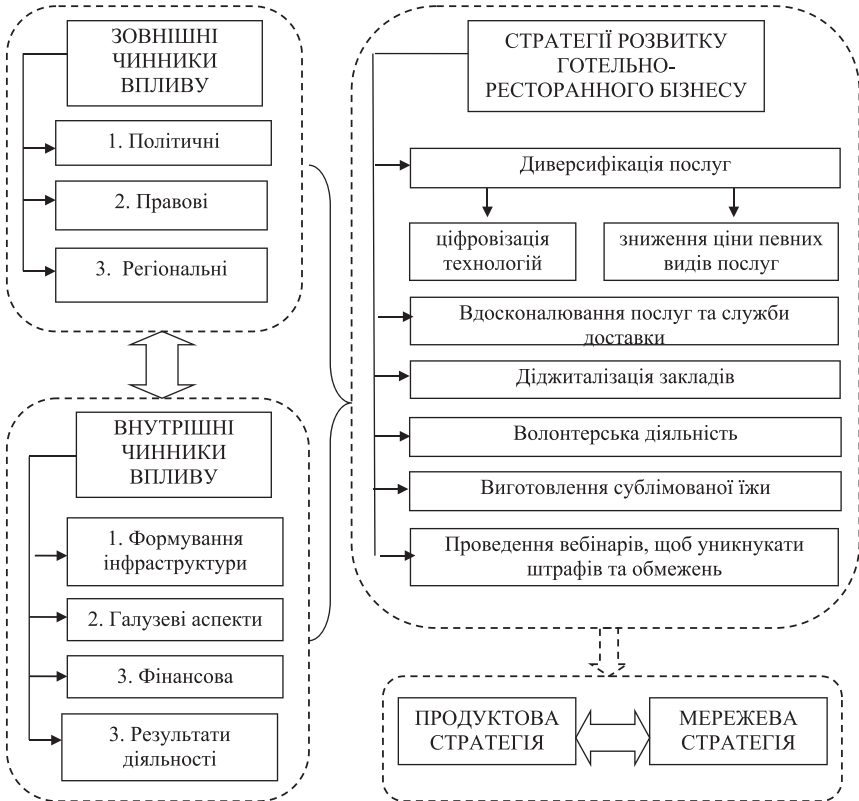 ЗОВНІШНІ
ЧИННИКИ
ВПЛИВУ
1. Політичні
2. Правові
3. Регіональні
ВНУТРІШНІ
ЧИННИКИ
ВПЛИВУ
1. Формування
інфраструктури
2. Галузеві аспекти
3. Фінансова
3. Результати
діяльності
СТРАТЕГІЇ РОЗВИТКУ
ГОТЕЛЬНО-
РЕСТОРАННОГО БІЗНЕСУ
Диверсифікація послуг
ціфровізація
технологій
зниження ціни певних
видів послуг
Вдосконалювання послуг та служби
доставки
Діджиталізація закладів
Волонтерська діяльність
Виготовлення сублімованої їжи
Проведення вебінарів, щоб уникнукати
штрафів та обмежень
ПРОДУКТОВА
СТРАТЕГІЯ
МЕРЕЖЕВА
СТРАТЕГІЯ